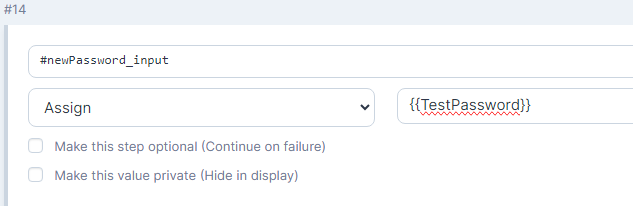 #14
#newPassword_input
Assign
{{TestPassword}}
Make this step optional (Continue on failure)
Make this value private (Hide in display)